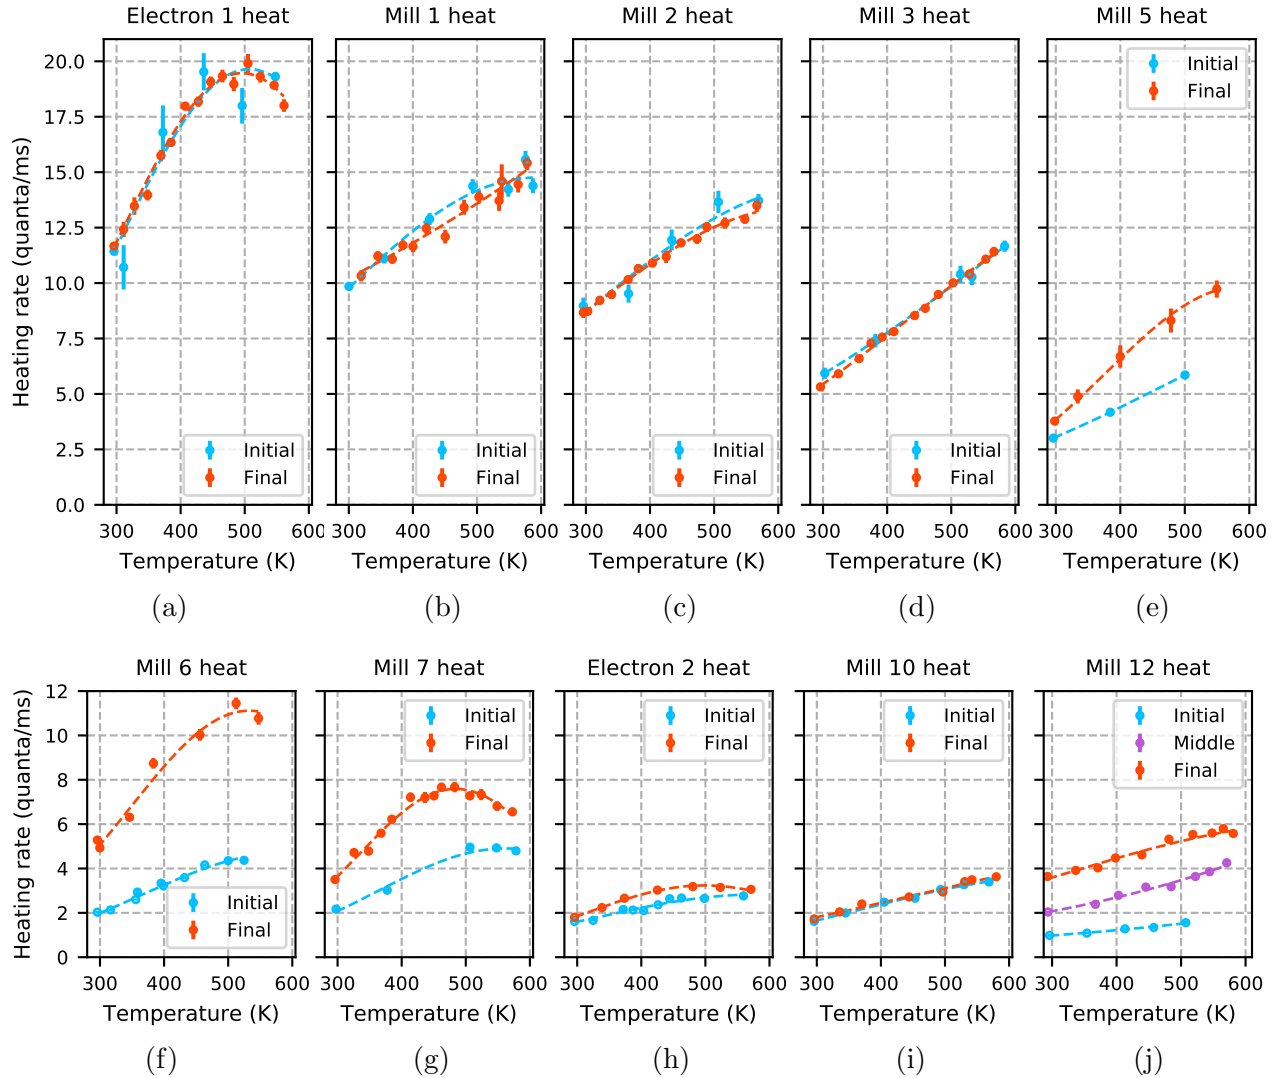 Electron 1 heat
Mill 1 heat
Mill 2 heat
Mill 3 heat
Mill 5 heat
Heating rate (quanta/ms)
20.0
17.5
15.0
12.5
10.0
7.5
5.0
2.5
0.0
Initial
Final
Initial
Final
Initial
Final
Initial
Final
Initial
Final
300 400 500 600
300 400 500 600
300 400 500 600
300 400 500 600
300 400 500 600
Temperature (K)
Temperature (K)
Temperature (K)
Temperature (K)
Temperature (K)
(a)
(b)
(c)
(d)
(e)
Mill 6 heat
Mill 7 heat
Electron 2 heat
Mill 10 heat
Mill 12 heat
Heating rate (quanta/ms)
12
10
8
6
4
2
0
Initial
Final
Initial
Final
Initial
Final
Initial
Final
Initial
Middle
Final
300 400 500 600
300 400 500 600
300 400 500 600
300 400 500 600
300 400 500 600
Temperature (K)
Temperature (K)
Temperature (K)
Temperature (K)
Temperature (K)
(f)
(g)
(h)
(i)
(j)